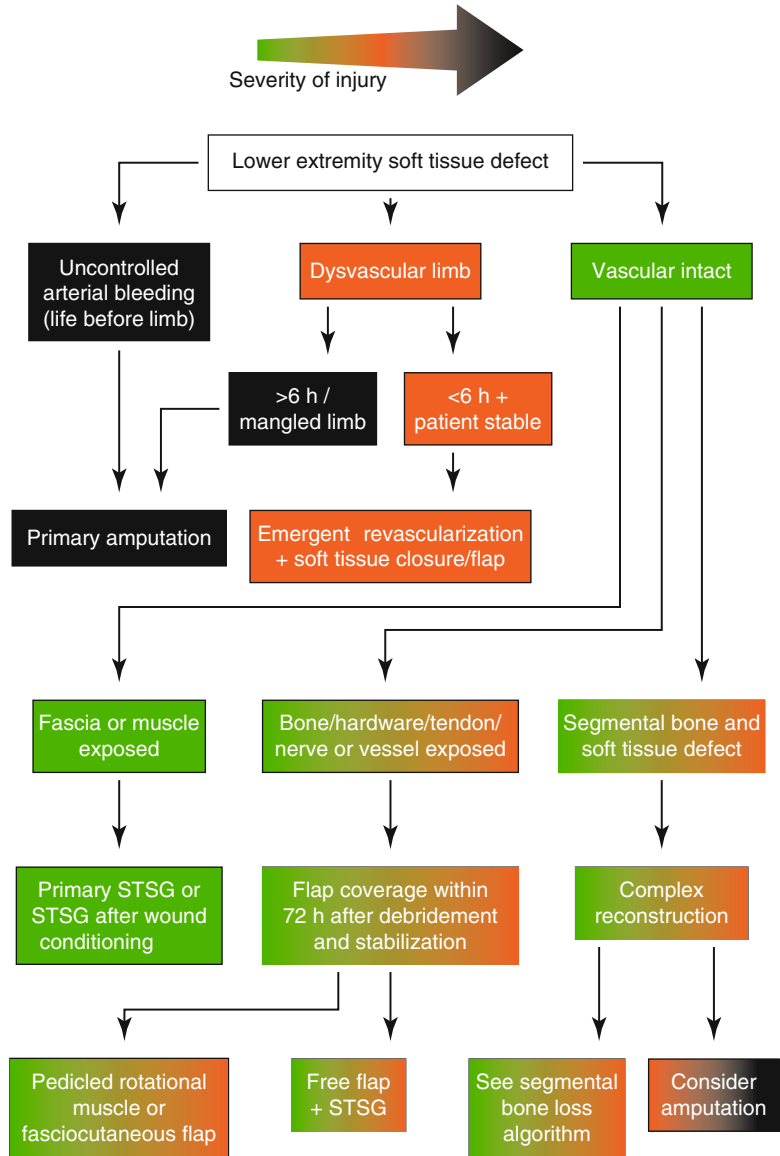 Severity of injury
Lower extremity soft tissue defect
Uncontrolled
arterial bleeding
(life before limb)
Dysvascular limb
Vascular intact
>6 h /
mangled limb
<6 h +
patient stable
Primary amputation
Emergent revascularization
+ soft tissue closure/flap
Fascia or muscle
exposed
Bone/hardware/tendon/
nerve or vessel exposed
Segmental bone and
soft tissue defect
Primary STSG or
STSG after wound
conditioning
Flap coverage within
72 h after debridement
and stabilization
Complex
reconstruction
Pedicled rotational
muscle or
fasciocutaneous flap
Free flap
+ STSG
See segmental
bone loss
algorithm
Consider
amputation